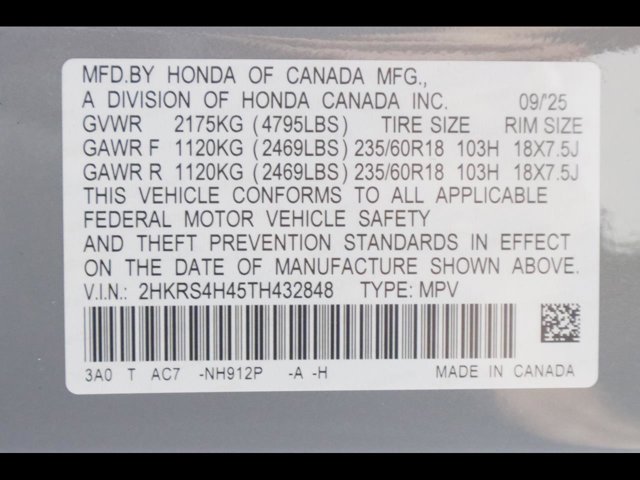 MFD.BY HONDA OF CANADA MFG.,
A DIVISION OF HONDA CANADA INC. 09/'25
GVWR 2175KG (4795LBS) TIRE SIZE RIM SIZE
GAWR F 1120KG (2469LBS) 235/60R18 103H 18X7.5J
GAWR R 1120KG (2469LBS) 235/60R18 103H 18X7.5J
THIS VEHICLE CONFORMS TO ALL APPLICABLE
FEDERAL MOTOR VEHICLE SAFETY
AND THEFT PREVENTION STANDARDS IN EFFECT
ON THE DATE OF MANUFACTURE SHOWN ABOVE.
V.I.N.: 2HKRS4H45TH432848 TYPE: MPV
3A0 T AC7 -NH912P -A -H MADE IN CANADA